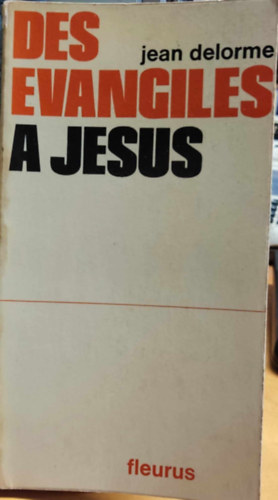 DES
jean delorme
EVANGILES
A JESUS
fleurus